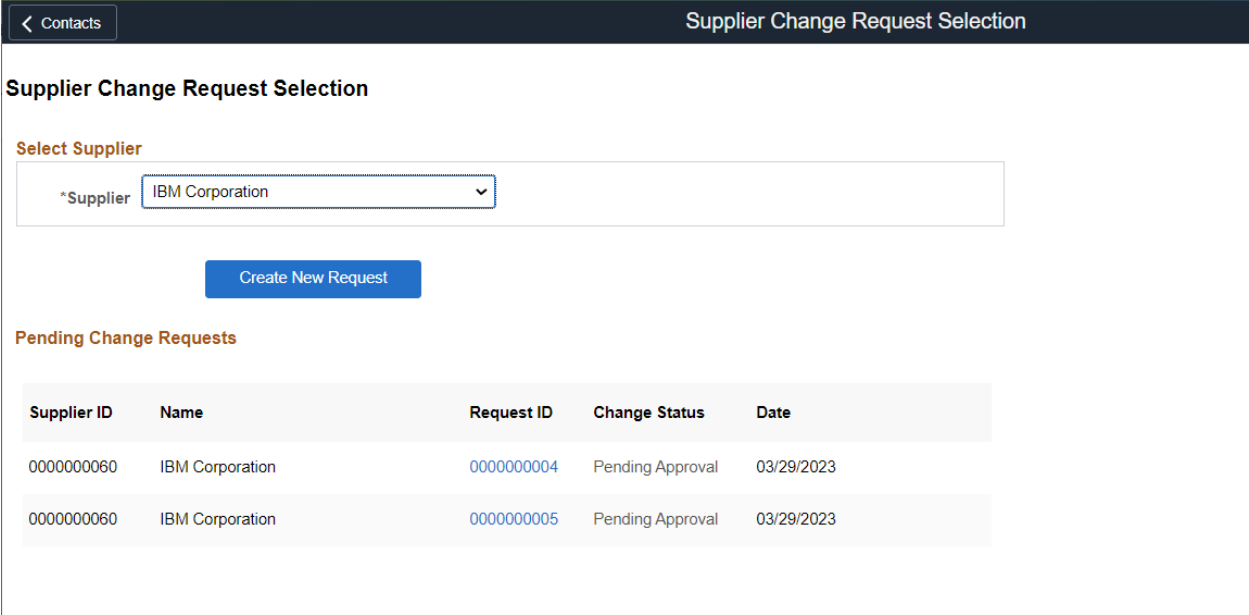 Contacts
Supplier Change Request Selection
Supplier Change Request Selection
Select Supplier
*Supplier IBM Corporation
Create New Request
Pending Change Requests
Supplier ID Name Request ID Change Status Date
0000000060 IBM Corporation 0000000004 Pending Approval 03/29/2023
0000000060 IBM Corporation 0000000005 Pending Approval 03/29/2023